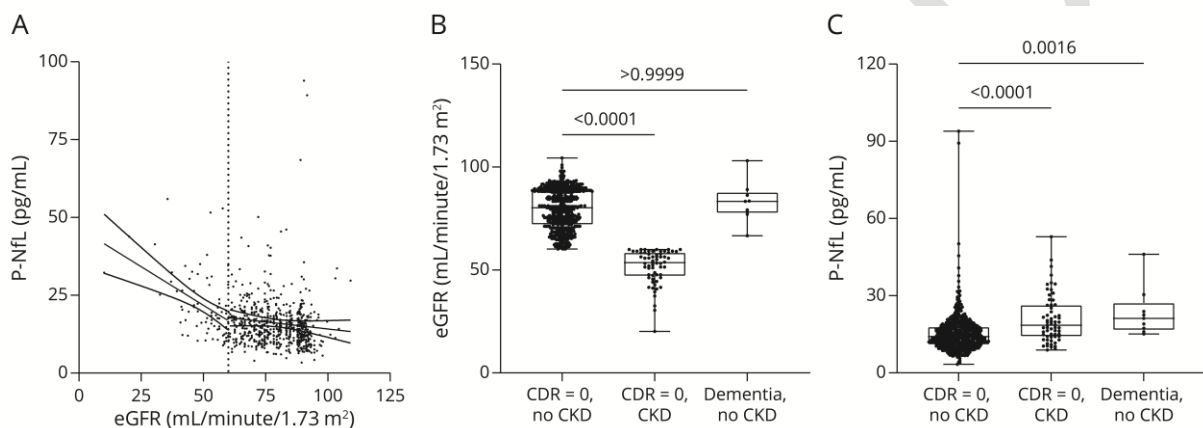 A
P-NfL (pg/mL)
100
75
50
25
0
0
25
50
75
100
125
eGFR (mL/minute/1.73 m²)
B
eGFR (mL/minute/1.73 m²)
150
100
50
0
>0.9999
<0.0001
CDR = 0,
no CKD
CDR = 0,
CKD
Dementia,
no CKD
C
P-NfL (pg/mL)
120
90
60
30
0
0.0016
<0.0001
CDR = 0,
no CKD
CDR = 0,
CKD
Dementia,
no CKD